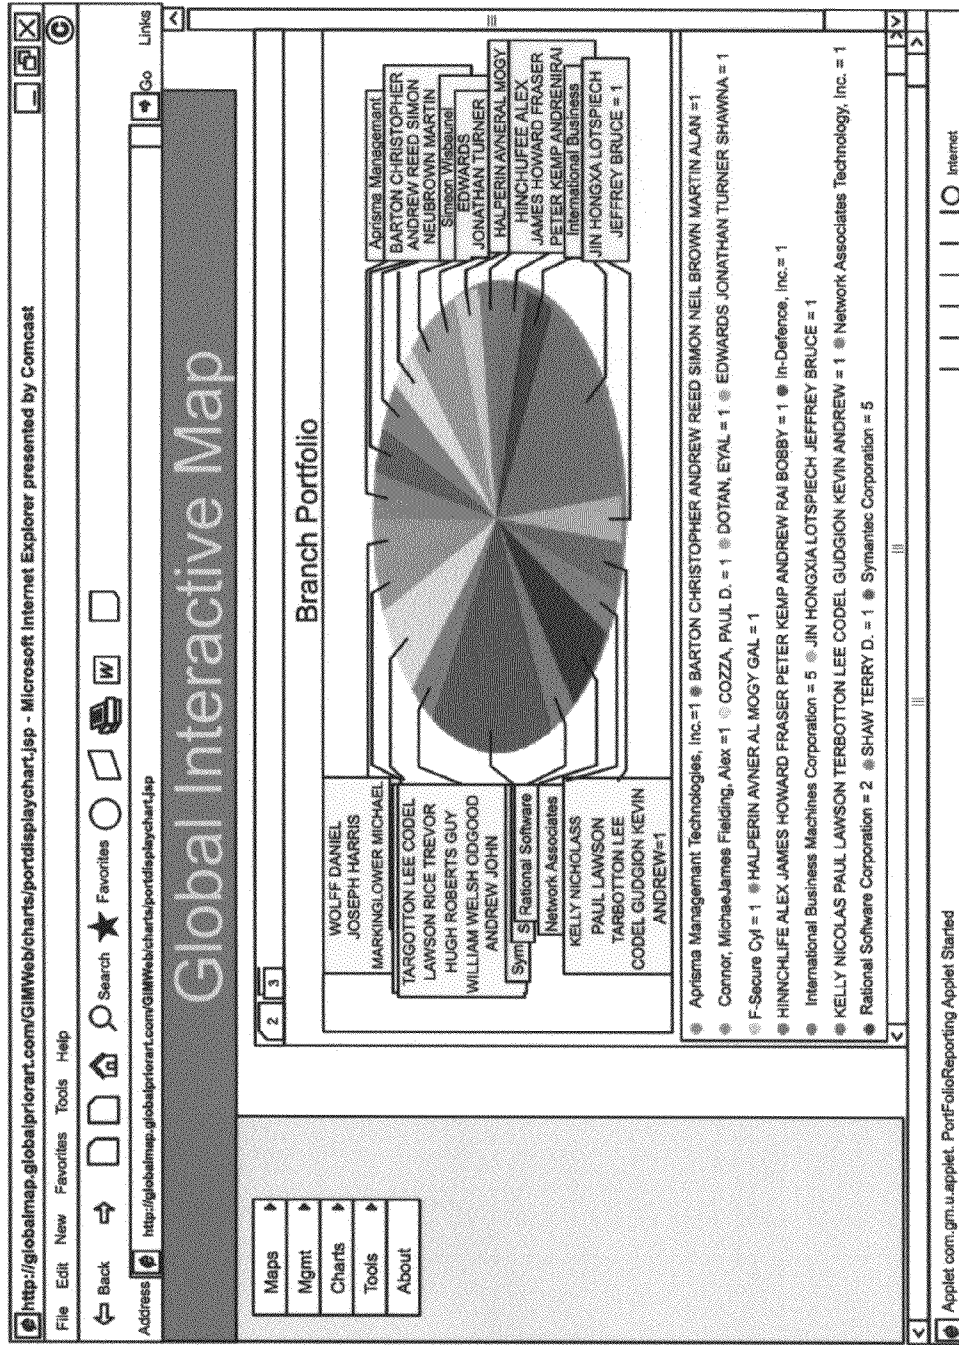 http://globalmap.globalpriorart.com/GIMWeb/charts/portdisplaychart.jsp - Microsoft Internet Explorer presented by Comcast
File Edit New Favorites Tools Help
Back Search Favorites W
Address http://globalmap.globalpriorart.com/GIMWeb/charts/portdisplaychart.jsp Go Links
Global Interactive Map
Maps
Mgmt
Charts
Tools
About
2 3
Branch Portfolio
WOLFF DANIEL
JOSEPH HARRIS
MARKINGLOWER MICHAEL
TARGOTTON LEE CODEL
LAWSON RICE TREVOR
HUGH ROBERTS GUY
WILLIAM WELSH ODGOOD
ANDREW JOHN
Sym
S
Rational Software
Network Associates
KELLY NICHOLASS
PAUL LAWSON
TARBOTTON LEE
CODEL GUDGION KEVIN
ANDREW=1
Aprisma Management
BARTON CHRISTOPHER
ANDREW REED SIMON
NEUBROWN MARTIN
Simeon Wisbaunel
EDWARDS
JONATHAN TURNER
HALPERIN AVNERAL MOGY
HINCHUFEE ALEX
JAMES HOWARD FRASER
PETER KEMP ANDRENIRAI
International Business
JIN HONGXA LOTSPIECH
JEFFREY BRUCE = 1
Aprisma Management Technologies, Inc.=1 BARTON CHRISTOPHER ANDREW REED SIMON NEIL BROWN MARTIN ALAN =1
Connor, MichaeJames Fielding, Alex =1 COZZA, PAUL D. = 1 DOTAN, EYAL = 1 EDWARDS JONATHAN TURNER SHAWNA = 1
F-Secure Cyl = 1 HALPERIN AVNER AL MOGY GAL = 1
HINNCHLIFE ALEX JAMES HOWARD FRASER PETER KEMP ANDREW RAI BOBBY = 1 In-Defence, Inc.= 1
International Business Machines Corporation = 5 JIN HONGXIA LOTSPIECH JEFFREY BRUCE = 1
KELLY NICOLAS PAUL LAWSON TERBOTTON LEE CODEL GUDGION KEVIN ANDREW = 1 Network Associates Technology, Inc. = 1
Rational Software Corporation = 2 SHAW TERRY D. = 1 Symantec Corporation = 5
Applet com.gm.u.applet. PortFolioReporting Applet Started Internet